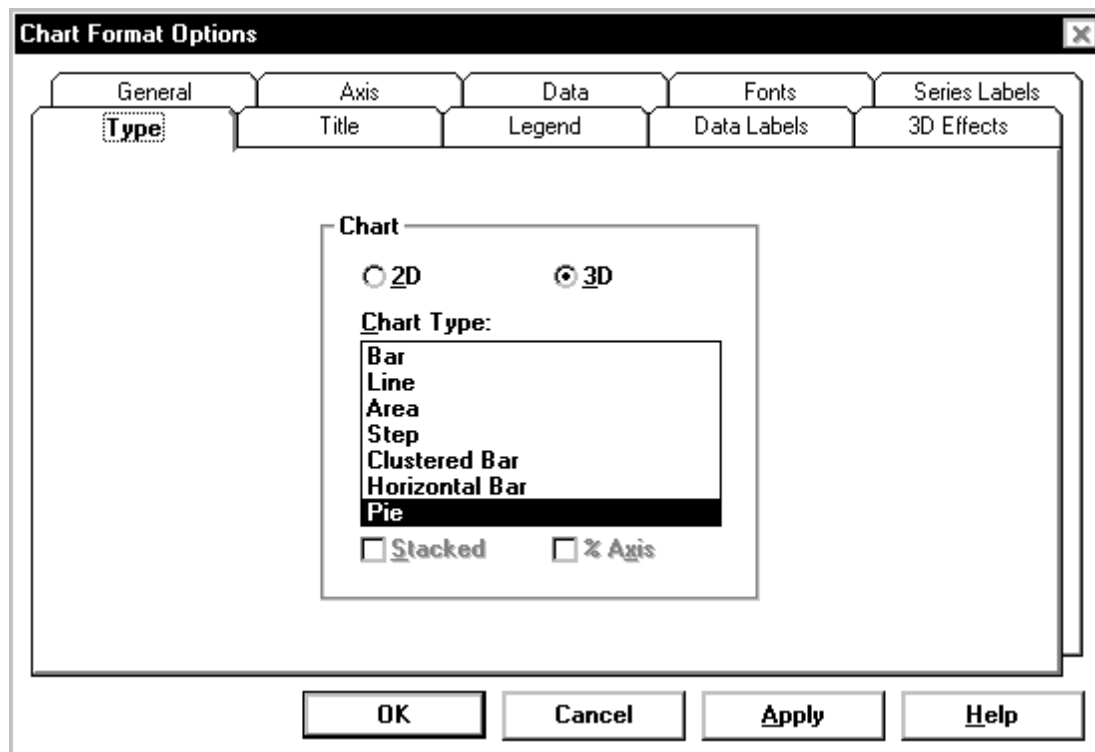 Chart Format Options
General Axis Data Fonts Series Labels
Type Title Legend Data Labels 3D Effects
Chart
2D 3D
Chart Type:
Bar
Line
Area
Step
Clustered Bar
Horizontal Bar
Pie
Stacked % Axis
OK Cancel Apply Help